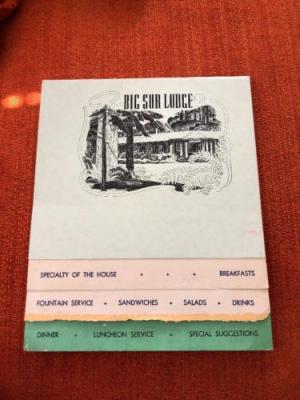 BIG SUR LODGE
SPECIALTY OF THE HOUSE • • • BREAKFASTS
FOUNTAIN SERVICE • SANDWICHES • SALADS • DRINKS
DINNER • LUNCHEON SERVICE • SPECIAL SUGGESTIONS